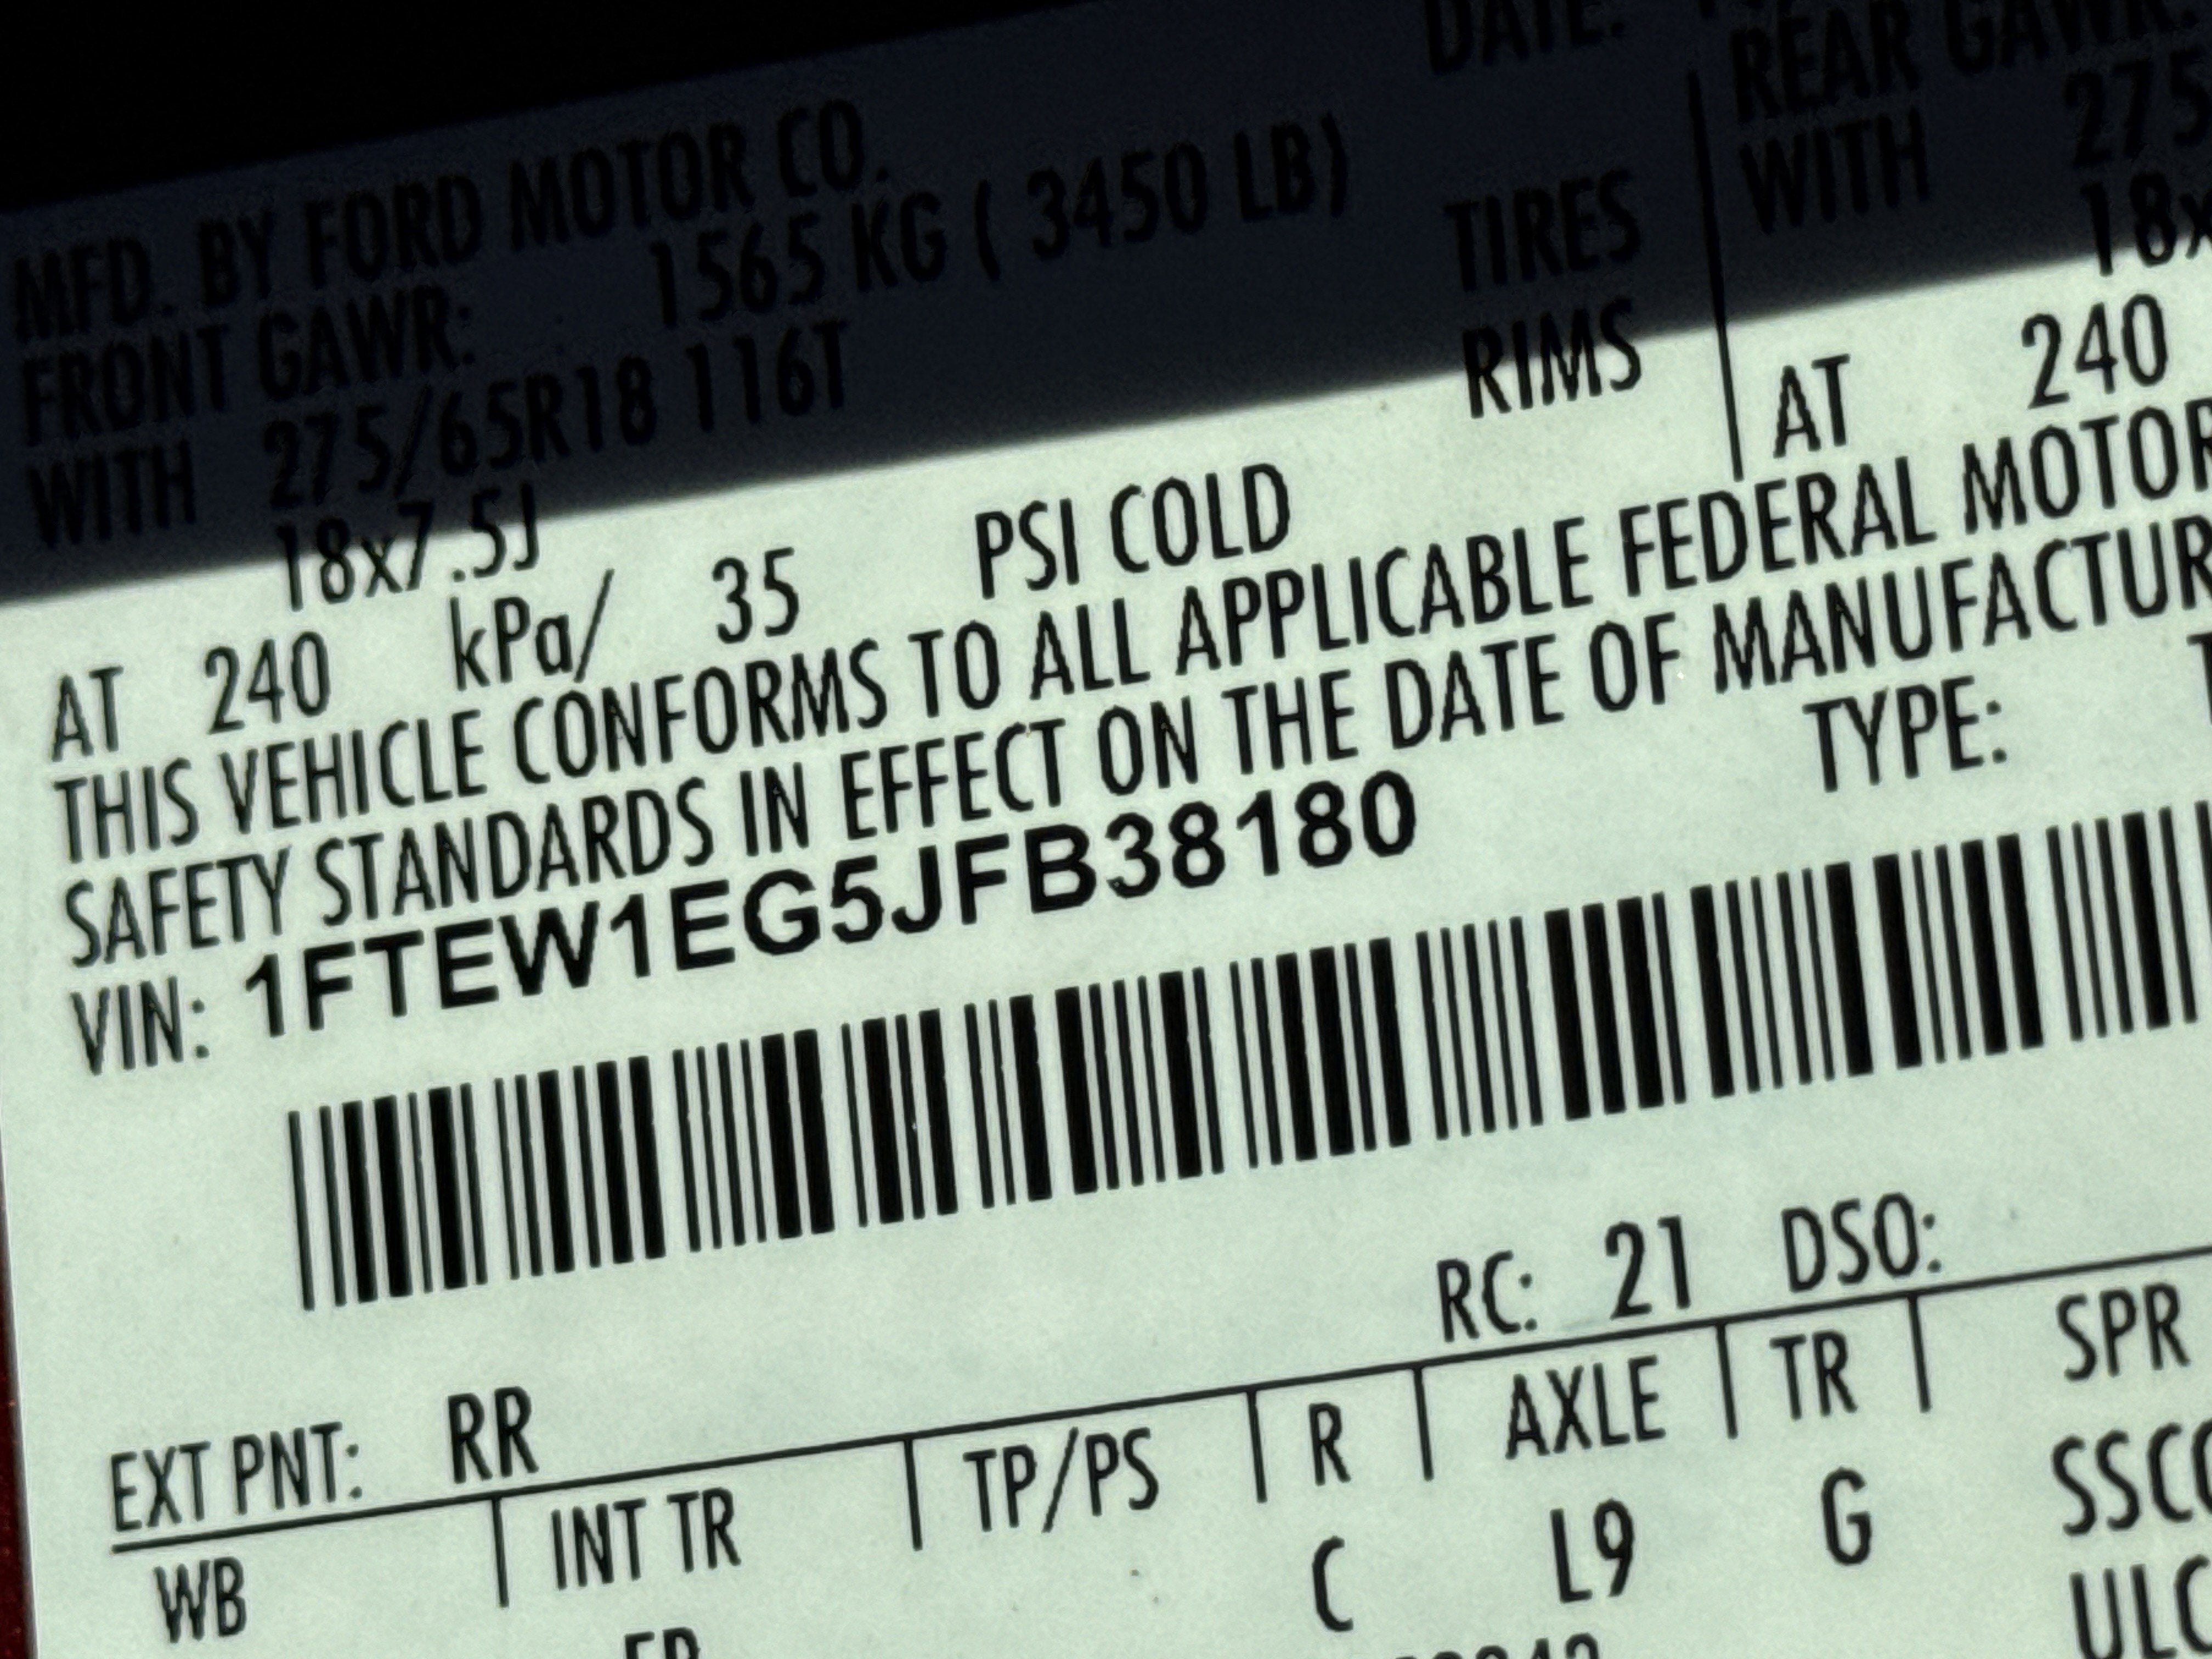 DATE:
MFD. BY FORD MOTOR CO.
FRONT GAWR: 1565 KG ( 3450 LB)
REAR GAWR:
WITH 275/65R18 116T TIRES
WITH 275
18x7.5J RIMS
18x
AT 240 kPa/ 35 PSI COLD
AT 240
THIS VEHICLE CONFORMS TO ALL APPLICABLE FEDERAL MOTOR
SAFETY STANDARDS IN EFFECT ON THE DATE OF MANUFACTUR
VIN: 1FTEW1EG5JFB38180
TYPE:
RC: 21 DSO:
EXT PNT: RR
WB INT TR TP/PS R AXLE TR SPR
C L9 G SSCC